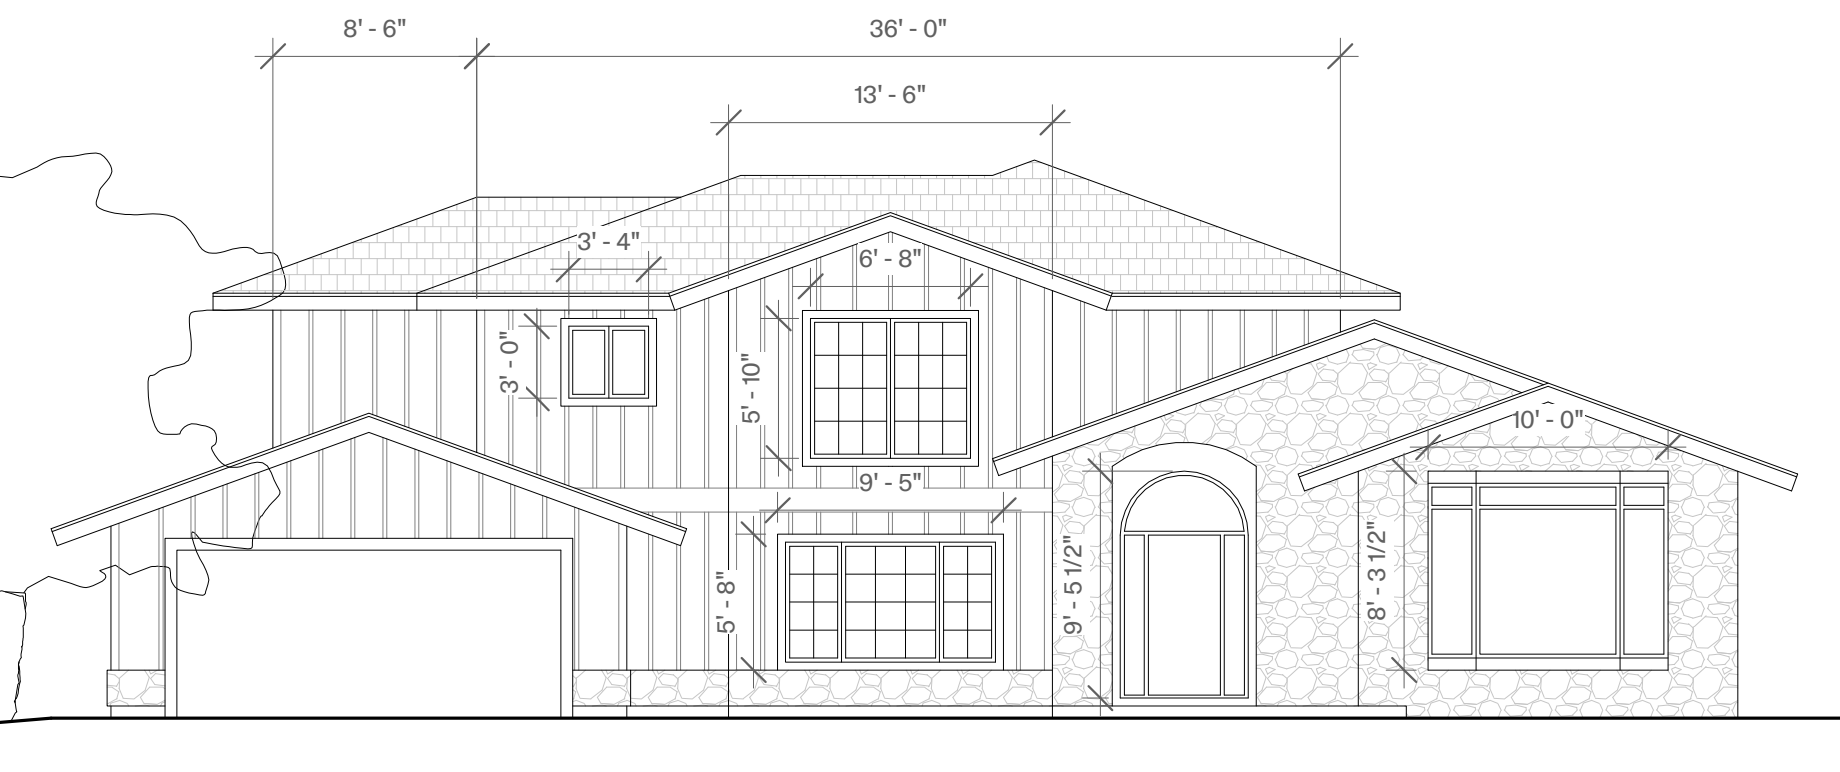 8' - 6"
36' - 0"
13' - 6"
3' - 4"
6' - 8"
3' - 0"
5' - 10"
10' - 0"
9' - 5"
9' - 5 1/2"
8' - 3 1/2"
5' - 8"